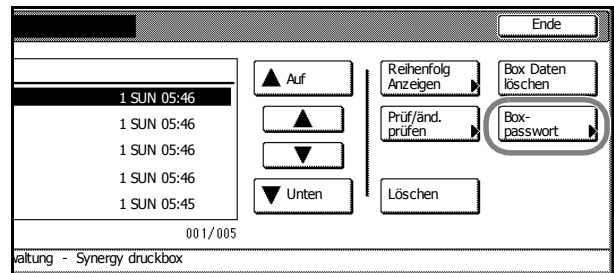 Ende
Auf
Unten
1 SUN 05:46
1 SUN 05:46
1 SUN 05:46
1 SUN 05:46
1 SUN 05:45
001/005
Reihenfolg
Anzeigen
Box Daten
löschen
Prüf/änd.
prüfen
Box-
passwort
Löschen
waltung - Synergy druckbox